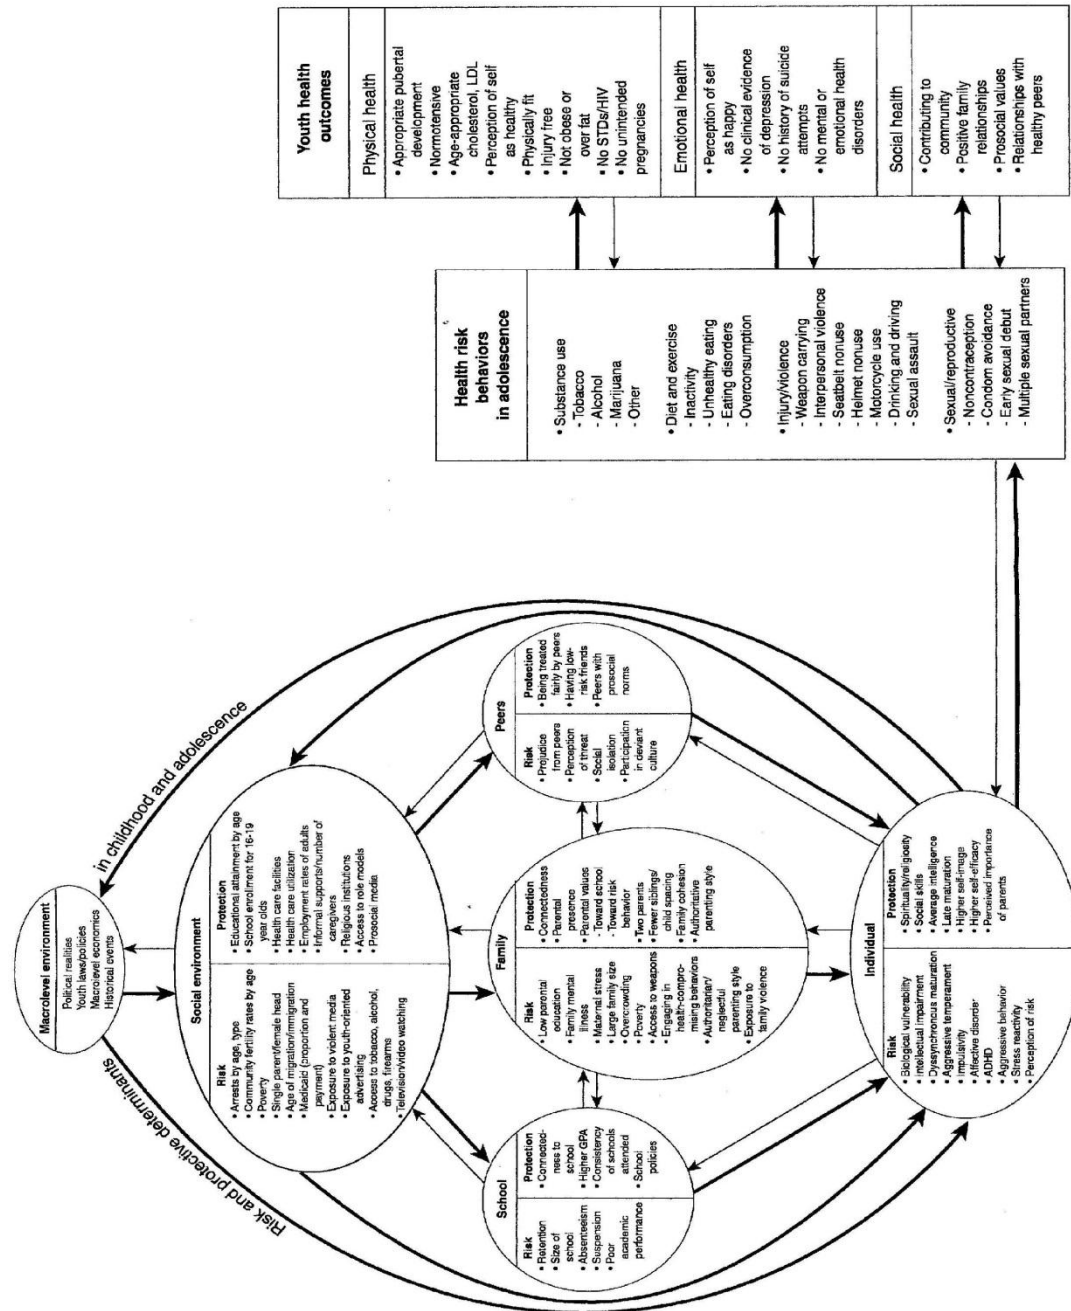 Risk and protective determinants
in childhood and adolescence
Macrolevel environment
Political realities
Youth laws/policies
Macrolevel economics
Historical events
Social environment
Risk
• Arrests by age, type
• Community fertility rates by age
• Poverty
• Single parent/female head
• Age of migration/immigration
• Medicaid (proportion and
payment)
• Exposure to violent media
• Exposure to youth-oriented
advertising
• Access to tobacco, alcohol,
drugs, firearms
• Television/video watching
Protection
• Educational attainment by age
• School enrollment for 16-19
year olds
• Health care facilities
• Health care utilization
• Employment rates of adults
• Informal supports/number of
caregivers
• Religious institutions
• Access to role models
• Prosocial media
School
Risk
• Retention
• Size of
school
• Absenteeism
• Suspension
• Poor
academic
performance
Protection
• Connected-
ness to
school
• Higher GPA
• Consistency
of schools
attended
• School
policies
Family
Risk
• Low parental
education
• Family mental
illness
• Maternal stress
• Large family size
• Overcrowding
• Poverty
• Access to weapons
• Engaging in
health-compro-
mising behaviors
• Authoritarian/
neglectful
parenting style
• Exposure to
family violence
Protection
• Connectedness
• Parental
presence
• Parental values
- Toward school
- Toward risk
behavior
• Two parents
• Fewer siblings/
child spacing
• Family cohesion
• Authoritative
parenting style
Peers
Risk
• Prejudice
from peers
• Perception
of threat
• Social
isolation
• Participation
in deviant
culture
Protection
• Being treated
fairly by peers
• Having low-
risk friends
• Peers with
prosocial
norms
Individual
Risk
• Biological vulnerability
• Intellectual impairment
• Dyssynchronous maturation
• Aggressive temperament
• Impulsivity
• Affective disorder
• ADHD
• Aggressive behavior
• Stress reactivity
• Perception of risk
Protection
• Spirituality/religiosity
• Social skills
• Average intelligence
• Late maturation
• Higher self-image
• Higher self-efficacy
• Perceived importance
of parents
Health risk
behaviors
in adolescence
• Substance use
- Tobacco
- Alcohol
- Marijuana
- Other
• Diet and exercise
- Inactivity
- Unhealthy eating
- Eating disorders
- Overconsumption
• Injury/violence
- Weapon carrying
- Interpersonal violence
- Seatbelt nonuse
- Helmet nonuse
- Motorcycle use
- Drinking and driving
- Sexual assault
• Sexual/reproductive
- Noncontraception
- Condom avoidance
- Early sexual debut
- Multiple sexual partners
Youth health
outcomes
Physical health
• Appropriate pubertal
development
• Normotensive
• Age-appropriate
cholesterol, LDL
• Perception of self
as healthy
• Physically fit
• Injury free
• Not obese or
over fat
• No STDs/HIV
• No unintended
pregnancies
Emotional health
• Perception of self
as happy
• No clinical evidence
of depression
• No history of suicide
attempts
• No mental or
emotional health
disorders
Social health
• Contributing to
community
• Positive family
relationships
• Prosocial values
• Relationships with
healthy peers